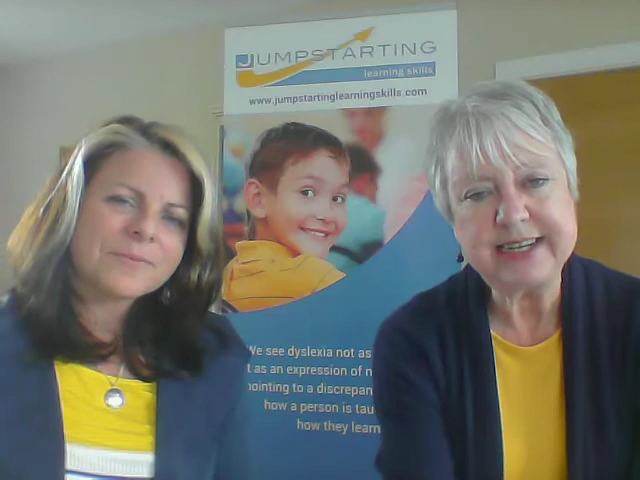 JUMPSTARTING
learning skills
www.jumpstartinglearningskills.com
We see dyslexia not as
as an expression of
pointing to a discrepan
how a person is tau
how they learn